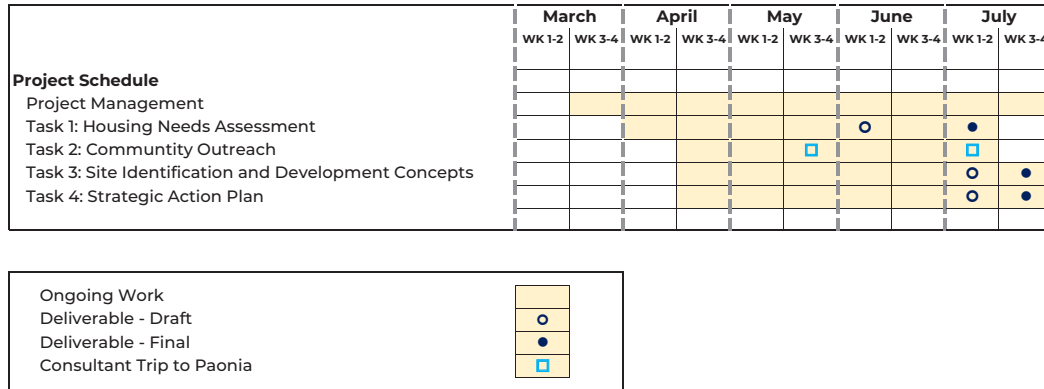 March April May June July
WK 1-2 WK 3-4 WK 1-2 WK 3-4 WK 1-2 WK 3-4 WK 1-2 WK 3-4 WK 1-2 WK 3-4
Project Schedule
Project Management
Task 1: Housing Needs Assessment
Task 2: Communtity Outreach
Task 3: Site Identification and Development Concepts
Task 4: Strategic Action Plan
Ongoing Work
Deliverable - Draft
Deliverable - Final
Consultant Trip to Paonia